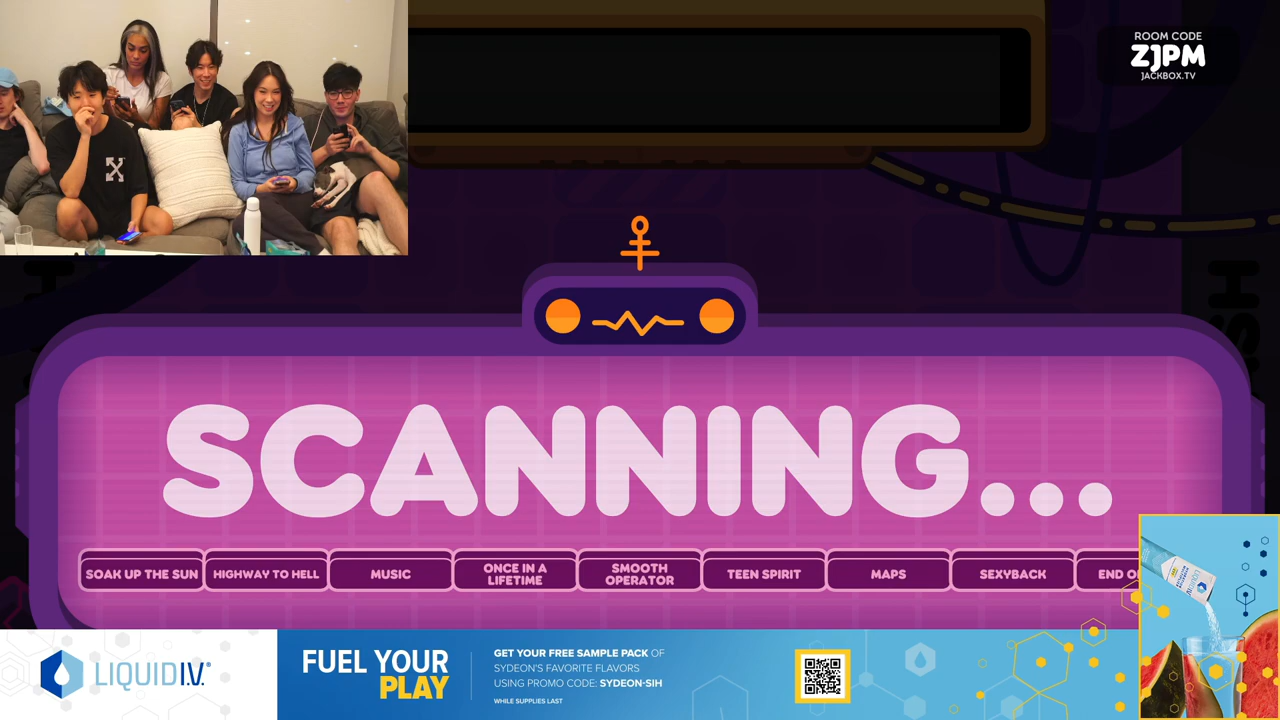 ROOM CODE
ZJPM
JACKBOX.TV
SCANNING...
SOAK UP THE SUN
HIGHWAY TO HELL
MUSIC
ONCE IN A
LIFETIME
SMOOTH
OPERATOR
TEEN SPIRIT
MAPS
SEXYBACK
END O
LIQUID I.V.
FUEL YOUR
PLAY
GET YOUR FREE SAMPLE PACK OF
SYDEON'S FAVORITE FLAVORS
USING PROMO CODE: SYDEON-SIH
WHILE SUPPLIES LAST
LIQUID I.V.